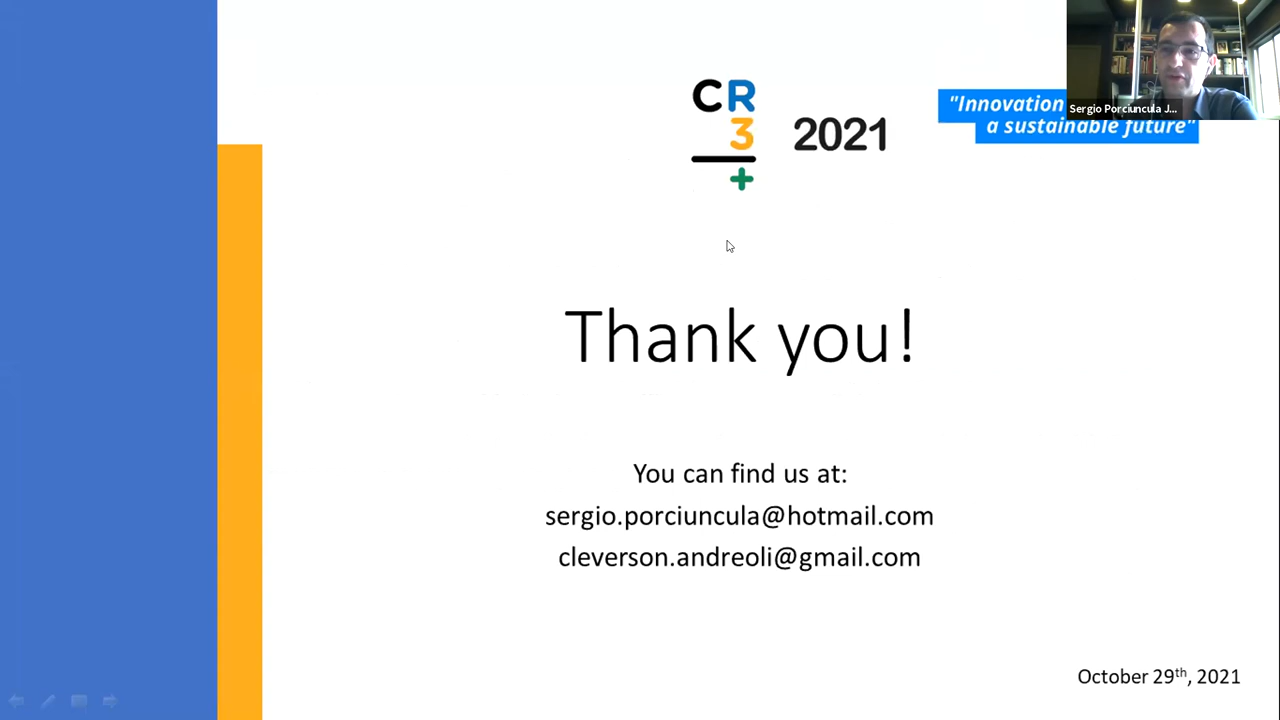 CR
3
+
2021
"Innovation
a sustainable future"
Sergio Porciuncula J...
Thank you!
You can find us at:
sergio.porciuncula@hotmail.com
cleverson.andreoli@gmail.com
October 29th, 2021